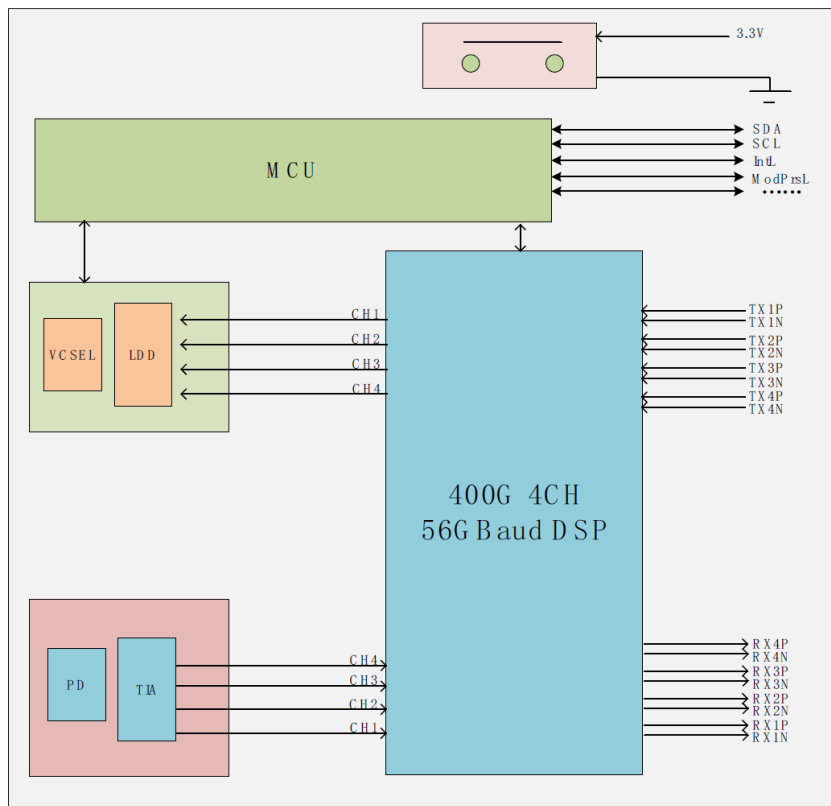 3.3V
MCU
SDA
SCL
IntL
ModPrsL
······
VCSEL
LDD
CH1
CH2
CH3
CH4
TX1P
TX1N
TX2P
TX2N
TX3P
TX3N
TX4P
TX4N
400G 4CH
56G Baud DSP
PD
TIA
CH4
CH3
CH2
CH1
RX4P
RX4N
RX3P
RX3N
RX2P
RX2N
RX1P
RX1N